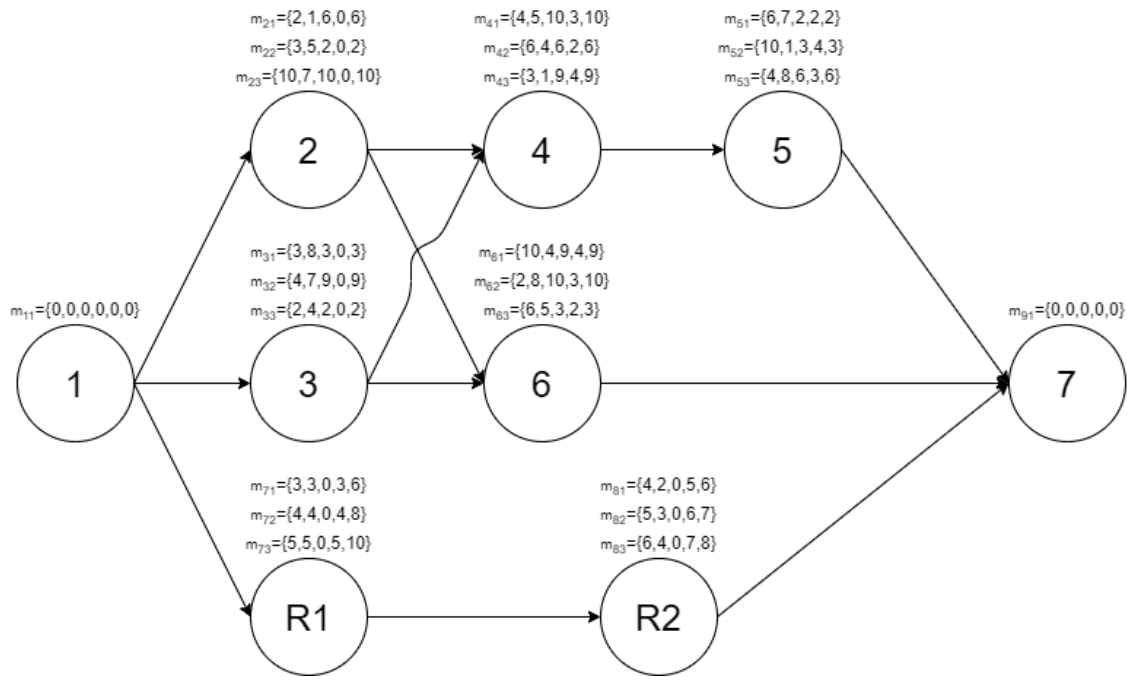 m21={2,1,6,0,6}
m22={3,5,2,0,2}
m23={10,7,10,0,10}
m41={4,5,10,3,10}
m42={6,4,6,2,6}
m43={3,1,9,4,9}
m51={6,7,2,2,2}
m52={10,1,3,4,3}
m53={4,8,6,3,6}
2
4
5
m31={3,8,3,0,3}
m32={4,7,9,0,9}
m33={2,4,2,0,2}
m61={10,4,9,4,9}
m62={2,8,10,3,10}
m63={6,5,3,2,3}
m11={0,0,0,0,0,0}
m91={0,0,0,0,0}
1
3
6
7
m71={3,3,0,3,6}
m72={4,4,0,4,8}
m73={5,5,0,5,10}
m81={4,2,0,5,6}
m82={5,3,0,6,7}
m83={6,4,0,7,8}
R1
R2